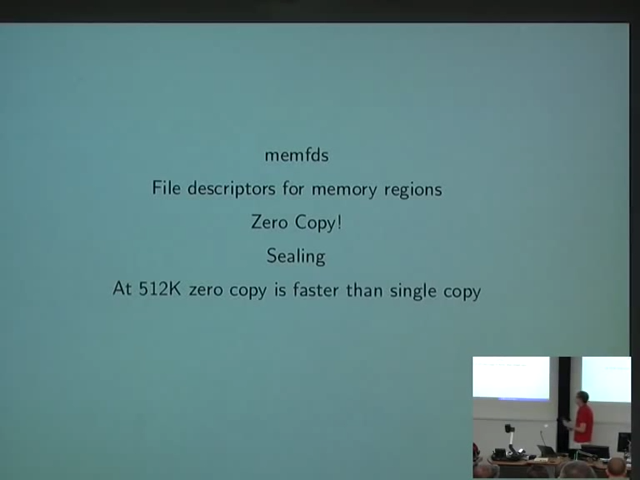 memfds
File descriptors for memory regions
Zero Copy!
Sealing
At 512K zero copy is faster than single copy